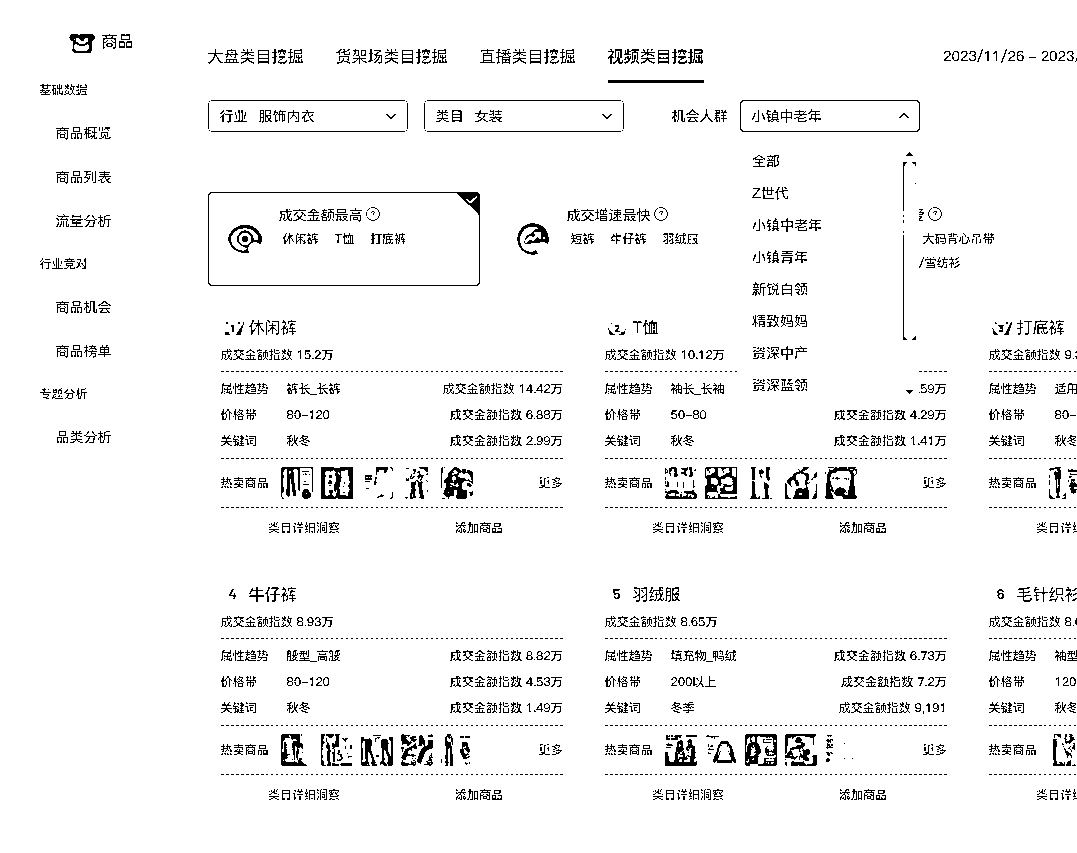 商品
大盘类目挖掘 货架场类目挖掘 直播类目挖掘 视频类目挖掘 2023/11/26 – 2023/
基础数据
商品概览
商品列表
流量分析
行业竞对
商品机会
商品榜单
专题分析
品类分析
行业 服饰内衣 类目 女装 机会人群 小镇中老年
全部
Z世代
小镇中老年
小镇青年
新锐白领
精致妈妈
资深中产
资深蓝领
成交金额最高 ?
休闲裤 T恤 打底裤
成交增速最快 ?
短裤 牛仔裤 羽绒服
?
大码背心吊带
/雪纺衫
1 休闲裤
成交金额指数 15.2万
属性趋势 裤长_长裤 成交金额指数 14.42万
价格带 80–120 成交金额指数 6.88万
关键词 秋冬 成交金额指数 2.99万
热卖商品 更多
类目详细洞察 添加商品
2 T恤
成交金额指数 10.12万
属性趋势 袖长_长袖 .59万
价格带 50–80 成交金额指数 4.29万
关键词 秋冬 成交金额指数 1.41万
热卖商品 更多
类目详细洞察 添加商品
3 打底裤
成交金额指数 9.3
属性趋势 适用
价格带 80–
关键词 秋冬
热卖商品
类目详细
4 牛仔裤
成交金额指数 8.93万
属性趋势 腰型_高腰 成交金额指数 8.82万
价格带 80–120 成交金额指数 4.53万
关键词 秋冬 成交金额指数 1.49万
热卖商品 更多
类目详细洞察 添加商品
5 羽绒服
成交金额指数 8.65万
属性趋势 填充物_鸭绒 成交金额指数 6.73万
价格带 200以上 成交金额指数 7.2万
关键词 冬季 成交金额指数 9,191
热卖商品 更多
类目详细洞察 添加商品
6 毛针织衫
成交金额指数 8.
属性趋势 袖型
价格带 120
关键词 秋冬
热卖商品
类目详细